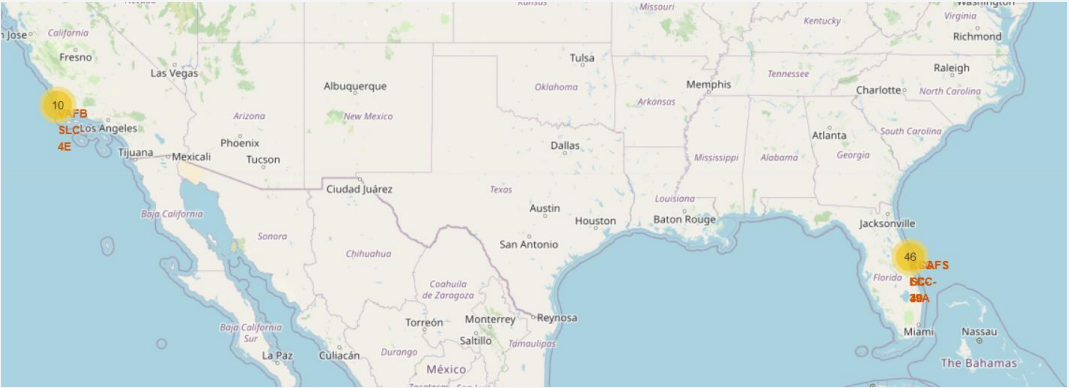 Kansas
Missouri
Washington
Kentucky
Virginia
Richmond
n Jose
California
Fresno
Las Vegas
Tulsa
Raleigh
Albuquerque
Oklahoma
Memphis
Tennessee
Charlotte
North Carolina
10
VAFB
SLC-
4E
Los Angeles
Arizona
New Mexico
Arkansas
Atlanta
South Carolina
Phoenix
Tucson
Dallas
Mississippi
Alabama
Georgia
Tijuana
Mexicali
Ciudad Juárez
Texas
Louisiana
Austin
Houston
Baton Rouge
Jacksonville
Baja California
Sonora
San Antonio
Chihuahua
46
Florida
Coahuila
de Zaragoza
Baja California
Sur
Torreón
Monterrey
Reynosa
Saltillo
Tamaulipas
Miami
Nassau
La Paz
Culiacán
Durango
México
The Bahamas